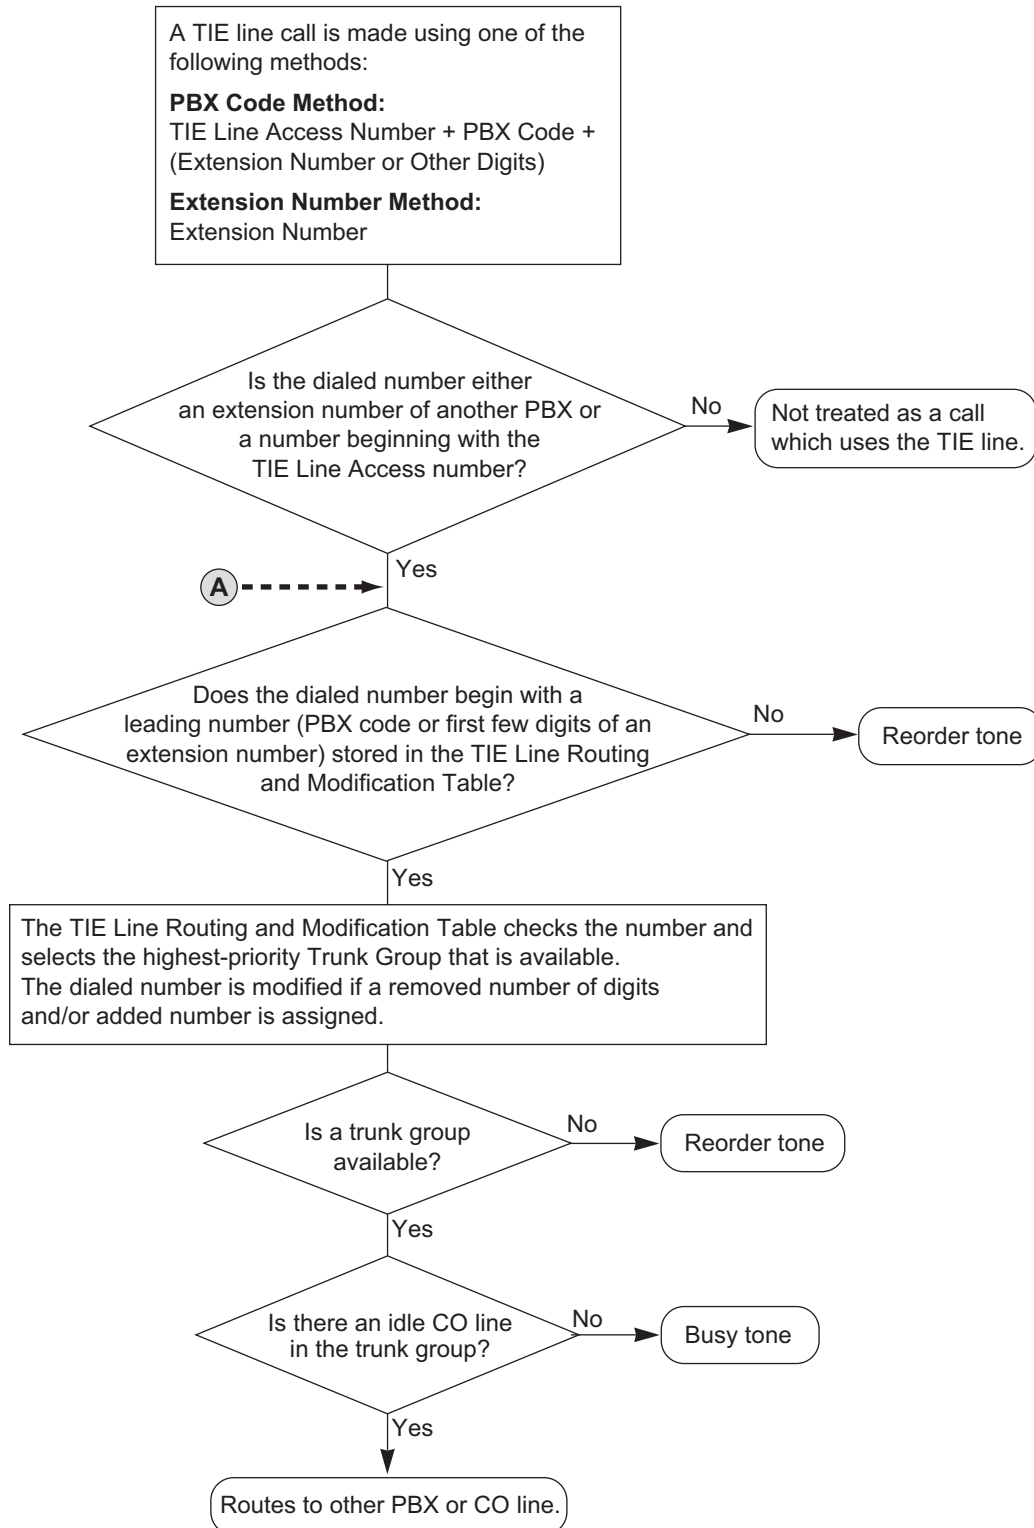 A TIE line call is made using one of the
following methods:
PBX Code Method:
TIE Line Access Number + PBX Code +
(Extension Number or Other Digits)
Extension Number Method:
Extension Number
Is the dialed number either
an extension number of another PBX or
a number beginning with the
TIE Line Access number?
No
Not treated as a call
which uses the TIE line.
Yes
A
Does the dialed number begin with a
leading number (PBX code or first few digits of an
extension number) stored in the TIE Line Routing
and Modification Table?
No
Reorder tone
Yes
The TIE Line Routing and Modification Table checks the number and
selects the highest-priority Trunk Group that is available.
The dialed number is modified if a removed number of digits
and/or added number is assigned.
Is a trunk group
available?
No
Reorder tone
Yes
Is there an idle CO line
in the trunk group?
No
Busy tone
Yes
Routes to other PBX or CO line.